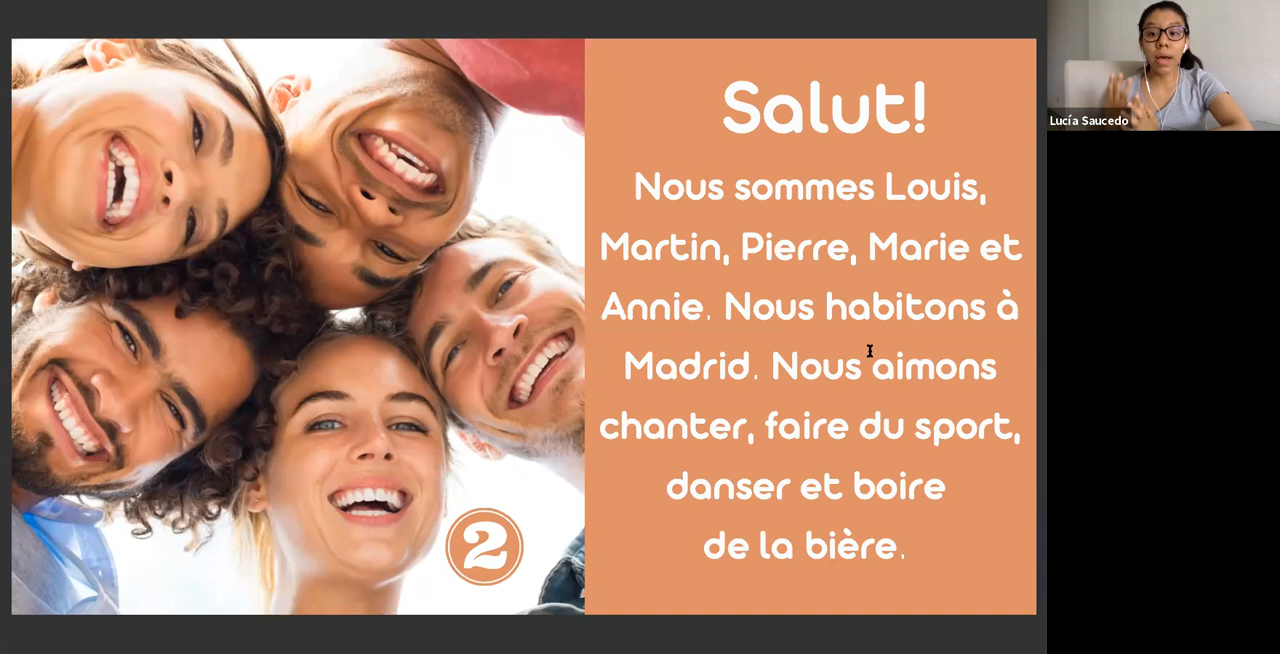 Salut!
Nous sommes Louis,
Martin, Pierre, Marie et
Annie. Nous habitons à
Madrid. Nous aimons
chanter, faire du sport,
danser et boire
de la bière.
2
Lucía Saucedo